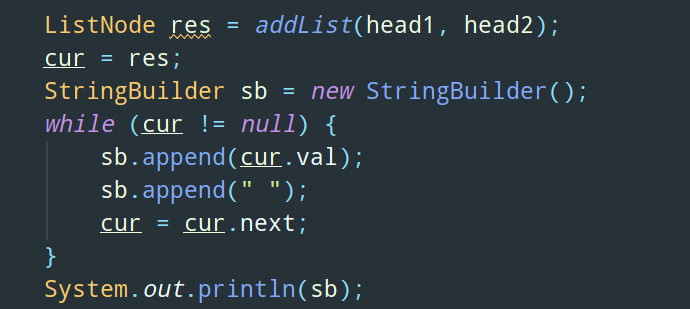 ListNode res = addList(head1, head2);
cur = res;
StringBuilder sb = new StringBuilder();
while (cur != null) {
    sb.append(cur.val);
    sb.append(" ");
    cur = cur.next;
}
System.out.println(sb);